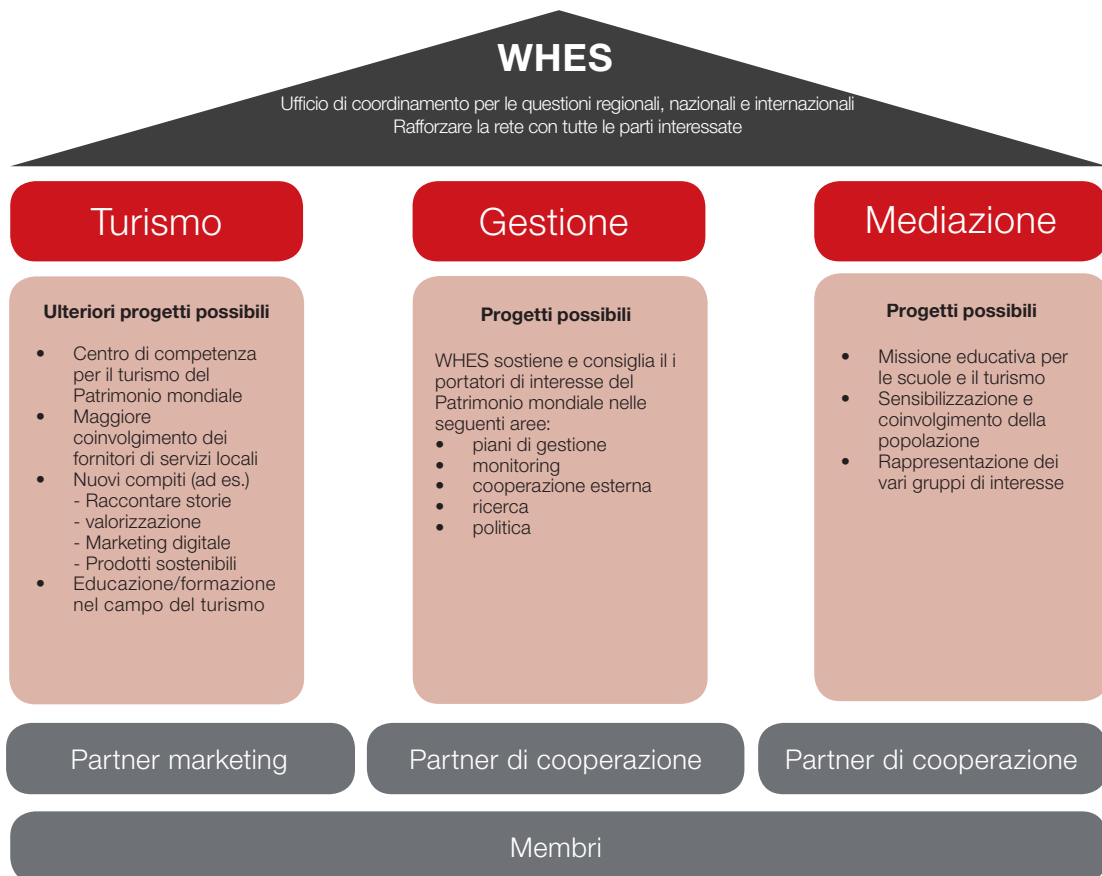 WHES
Ufficio di coordinamento per le questioni regionali, nazionali e internazionali
Rafforzare la rete con tutte le parti interessate
Turismo
Ulteriori progetti possibili
• Centro di competenza
per il turismo del
Patrimonio mondiale
• Maggiore
coinvolgimento dei
fornitori di servizi locali
• Nuovi compiti (ad es.)
- Raccontare storie
- valorizzazione
- Marketing digitale
- Prodotti sostenibili
• Educazione/formazione
nel campo del turismo
Partner marketing
Gestione
Progetti possibili
WHES sostiene e consiglia il i
portatori di interesse del
Patrimonio mondiale nelle
seguenti aree:
• piani di gestione
• monitoring
• cooperazione esterna
• ricerca
• politica
Partner di cooperazione
Mediazione
Progetti possibili
• Missione educativa per
le scuole e il turismo
• Sensibilizzazione e
coinvolgimento della
popolazione
• Rappresentazione dei
vari gruppi di interesse
Partner di cooperazione
Membri